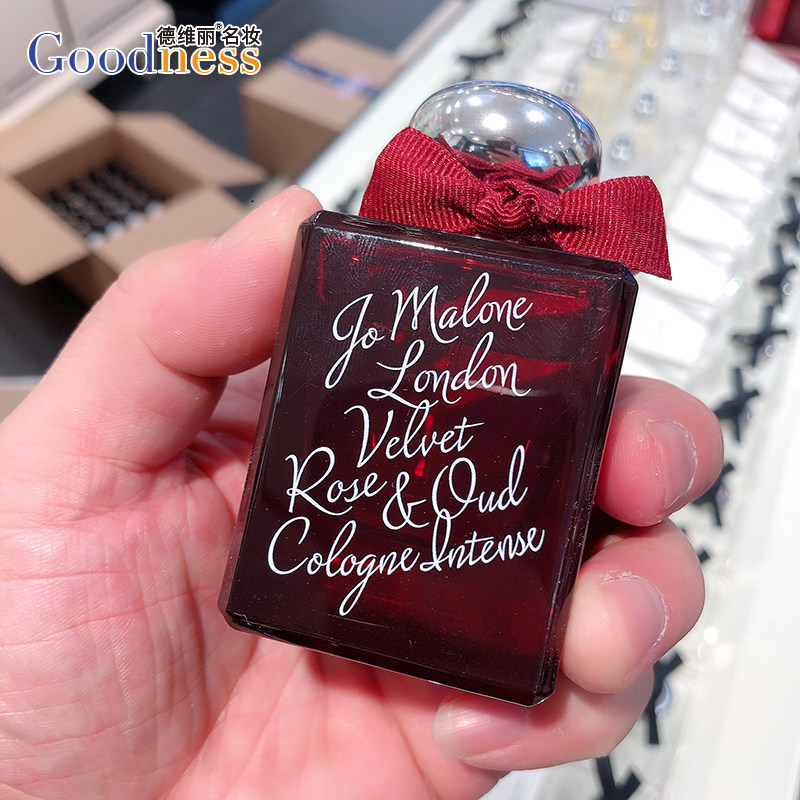 德维丽®名妆
Goodness
Jo Malone
London
Velvet
Rose & Oud
Cologne Intense